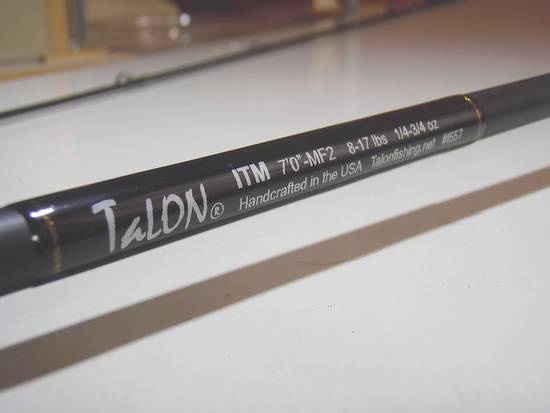 TaLON® ITM 7'0"-MF2 8-17 lbs 1/4-3/4 oz
Handcrafted in the USA Talonfishing.net #I557